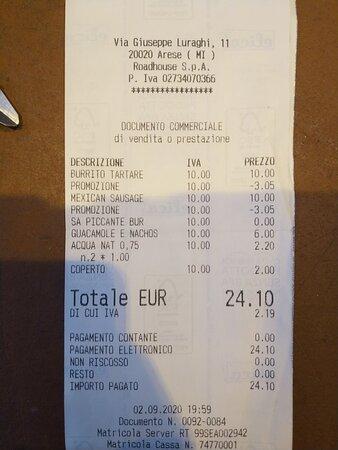 Via Giuseppe Luraghi, 11
20020 Arese ( MI )
Roadhouse S.p.A.
P. Iva 02734070366
*****************
DOCUMENTO COMMERCIALE
di vendita o prestazione
DESCRIZIONE IVA PREZZO
BURRITO TARTARE 10.00 10.00
PROMOZIONE 10.00 -3.05
MEXICAN SAUSAGE 10.00 10.00
PROMOZIONE 10.00 -3.05
SA PICCANTE BUR 10.00 0.00
GUACAMOLE E NACHOS 10.00 6.00
ACQUA NAT 0,75 10.00 2.20
n.2 * 1.00
COPERTO 10.00 2.00
Totale EUR 24.10
DI CUI IVA 2.19
PAGAMENTO CONTANTE 0.00
PAGAMENTO ELETTRONICO 24.10
NON RISCOSSO 0.00
RESTO 0.00
IMPORTO PAGATO 24.10
02.09.2020 19:59
Documento N. 0092-0084
Matricola Server RT 99SEA002942
Matricola Cassa N. 74770001